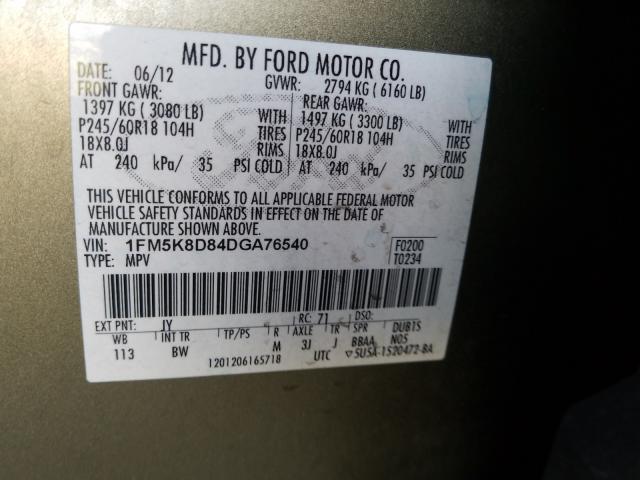 MFD. BY FORD MOTOR CO.
DATE: 06/12 GVWR: 2794 KG ( 6160 LB)
FRONT GAWR: REAR GAWR:
1397 KG ( 3080 LB) WITH 1497 KG ( 3300 LB) WITH
P245/60R18 104H TIRES P245/60R18 104H TIRES
18X8.0J RIMS 18X8.0J RIMS
AT 240 kPa/ 35 PSI COLD AT 240 kPa/ 35 PSI COLD
THIS VEHICLE CONFORMS TO ALL APPLICABLE FEDERAL MOTOR
VEHICLE SAFETY STANDARDS IN EFFECT ON THE DATE OF
MANUFACTURE SHOWN ABOVE.
VIN: 1FM5K8D84DGA76540 F0200
TYPE: MPV T0234
EXT PNT: JY RC: 71 DSO:
WB INT TR TP/PS R AXLE TR SPR DUB1S
113 BW M 3J J BBAA N05
1201206165718 UTC ▽SUSA-1520472-BA